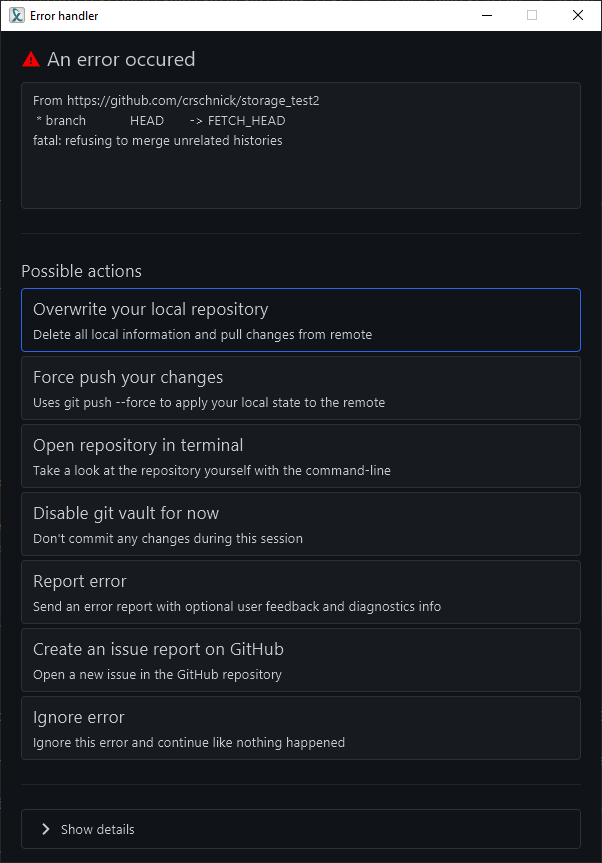 Error handler
An error occured
From https://github.com/crschnick/storage_test2
* branch HEAD -> FETCH_HEAD
fatal: refusing to merge unrelated histories
Possible actions
Overwrite your local repository
Delete all local information and pull changes from remote
Force push your changes
Uses git push --force to apply your local state to the remote
Open repository in terminal
Take a look at the repository yourself with the command-line
Disable git vault for now
Don't commit any changes during this session
Report error
Send an error report with optional user feedback and diagnostics info
Create an issue report on GitHub
Open a new issue in the GitHub repository
Ignore error
Ignore this error and continue like nothing happened
Show details